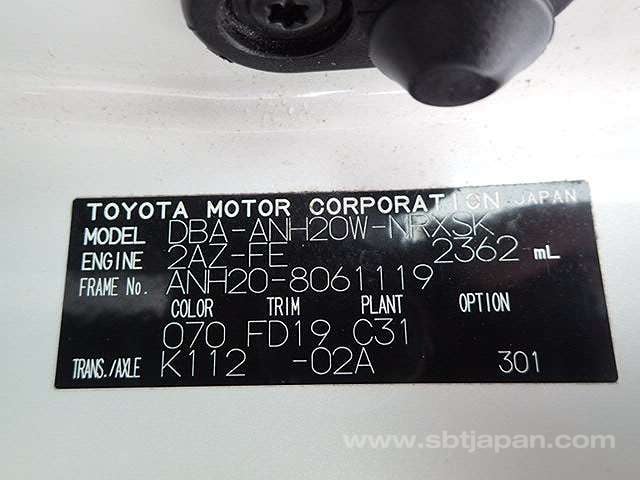 TOYOTA MOTOR CORPORATION JAPAN
MODEL DBA-ANH20W-NRXSK
ENGINE 2AZ-FE 2362 mL
FRAME No. ANH20-8061119
COLOR TRIM PLANT OPTION
070 FD19 C31
TRANS./AXLE K112 -02A 301
www.sbtjapan.com